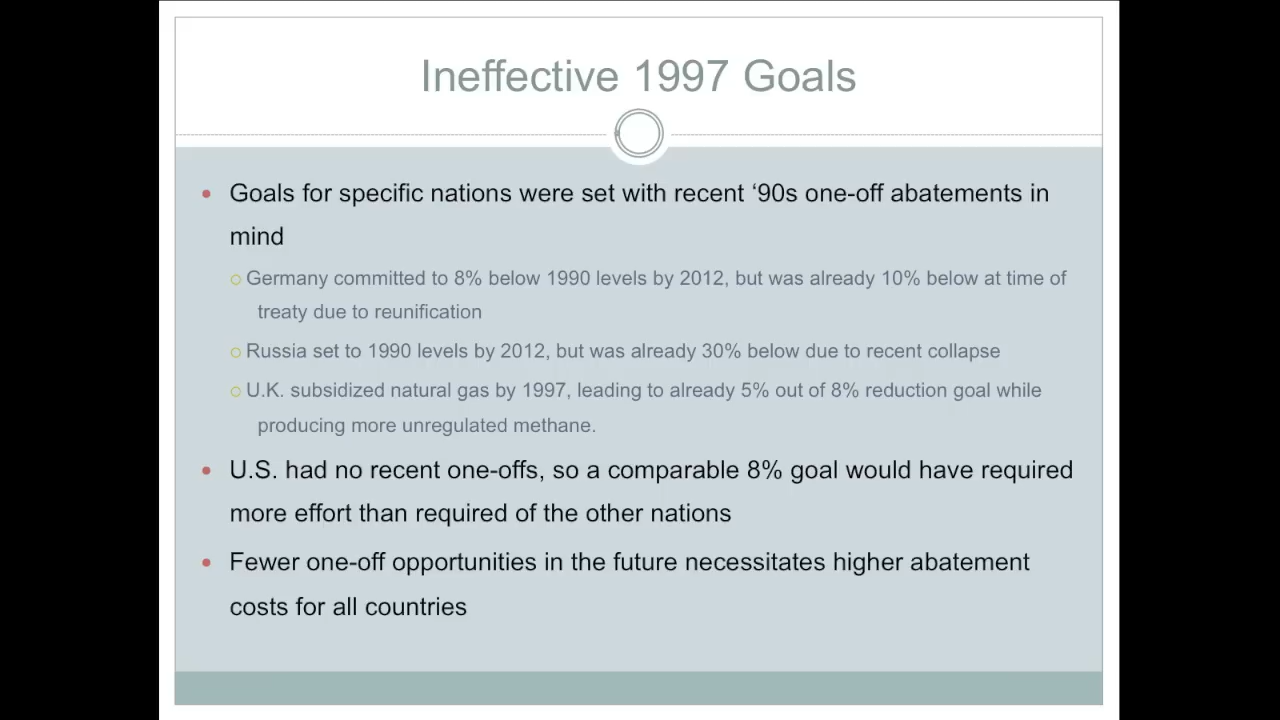 Ineffective 1997 Goals
• Goals for specific nations were set with recent ‘90s one-off abatements in
mind
○ Germany committed to 8% below 1990 levels by 2012, but was already 10% below at time of
treaty due to reunification
○ Russia set to 1990 levels by 2012, but was already 30% below due to recent collapse
○ U.K. subsidized natural gas by 1997, leading to already 5% out of 8% reduction goal while
producing more unregulated methane.
• U.S. had no recent one-offs, so a comparable 8% goal would have required
more effort than required of the other nations
• Fewer one-off opportunities in the future necessitates higher abatement
costs for all countries